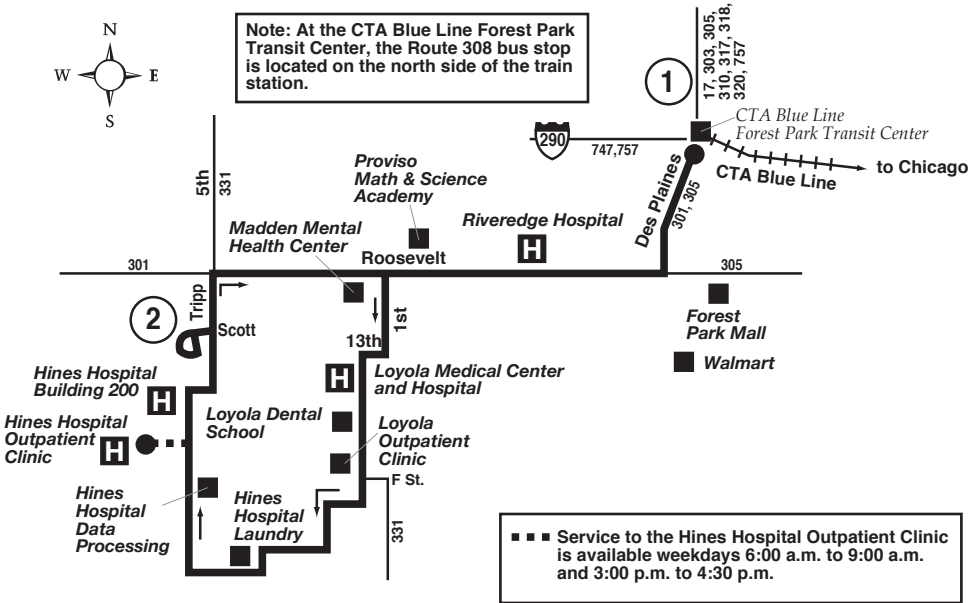 N
W
E
S
Note: At the CTA Blue Line Forest Park
Transit Center, the Route 308 bus stop
is located on the north side of the train
station.
1
17, 303, 305,
310, 317, 318,
320, 757
CTA Blue Line
Forest Park Transit Center
290
747,757
CTA Blue Line
to Chicago
Des Plaines
301, 305
5th
331
Proviso
Math & Science
Academy
Madden Mental
Health Center
Riveredge Hospital
H
Roosevelt
301
305
Tripp
2
Scott
1st
13th
Forest
Park Mall
Walmart
Hines Hospital
Building 200
H
H
Loyola Medical Center
and Hospital
Hines Hospital
Outpatient
Clinic
H
Loyola Dental
School
Loyola
Outpatient
Clinic
F St.
331
Hines
Hospital
Data
Processing
Hines
Hospital
Laundry
Service to the Hines Hospital Outpatient Clinic
is available weekdays 6:00 a.m. to 9:00 a.m.
and 3:00 p.m. to 4:30 p.m.